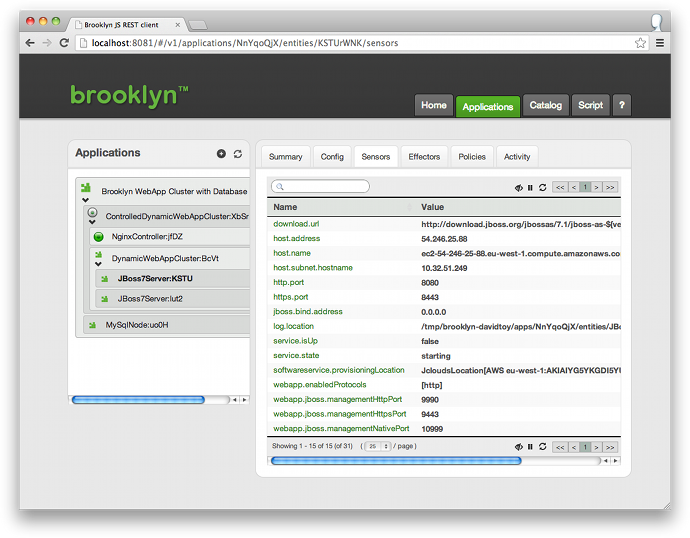 Brooklyn JS REST client
localhost:8081/#/v1/applications/NnYqoQjX/entities/KSTUrWNK/sensors
brooklyn™
Home Applications Catalog Script ?
Applications
Brooklyn WebApp Cluster with Database
ControlledDynamicWebAppCluster:XbSr
NginxController:jfDZ
DynamicWebAppCluster:BcVt
JBoss7Server:KSTU
JBoss7Server:Iut2
MySqlNode:uo0H
Summary Config Sensors Effectors Policies Activity
<< < 1 > >>
Name Value
download.url http://download.jboss.org/jbossas/7.1/jboss-as-${ve
host.address 54.246.25.88
host.name ec2-54-246-25-88.eu-west-1.compute.amazonaws.co
host.subnet.hostname 10.32.51.249
http.port 8080
https.port 8443
jboss.bind.address 0.0.0.0
log.location /tmp/brooklyn-davidtoy/apps/NnYqoQjX/entities/JBo
service.isUp false
service.state starting
softwareservice.provisioningLocation JcloudsLocation[AWS eu-west-1:AKIAIYG5YKGDI5YU
webapp.enabledProtocols [http]
webapp.jboss.managementHttpPort 9990
webapp.jboss.managementHttpsPort 9443
webapp.jboss.managementNativePort 10999
Showing 1 - 15 of 15 (of 31) ( 25 / page ) << < 1 > >>